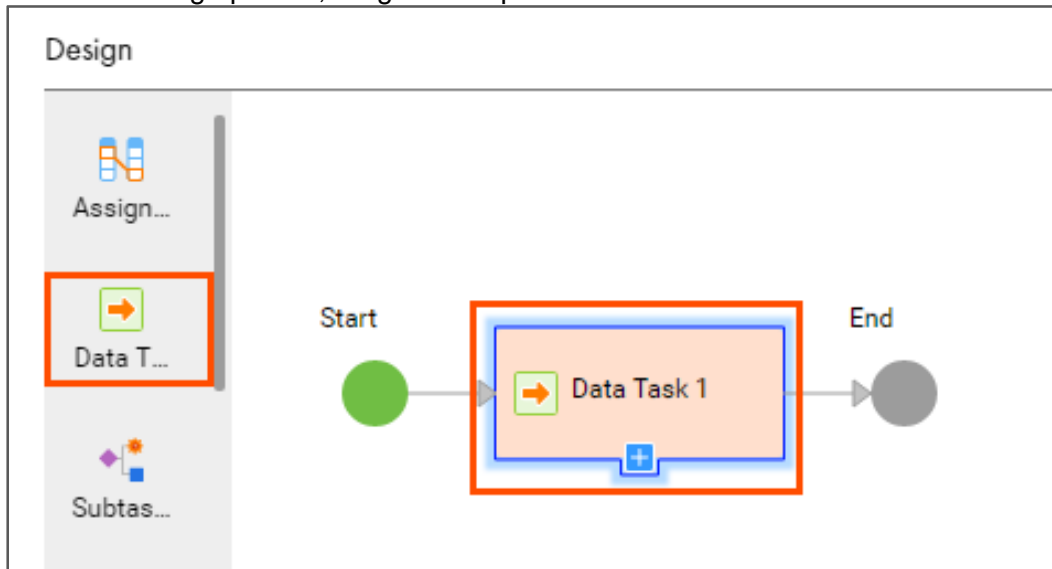 Design
Assign...
Data T...
Subtas...
Start
Data Task 1
End